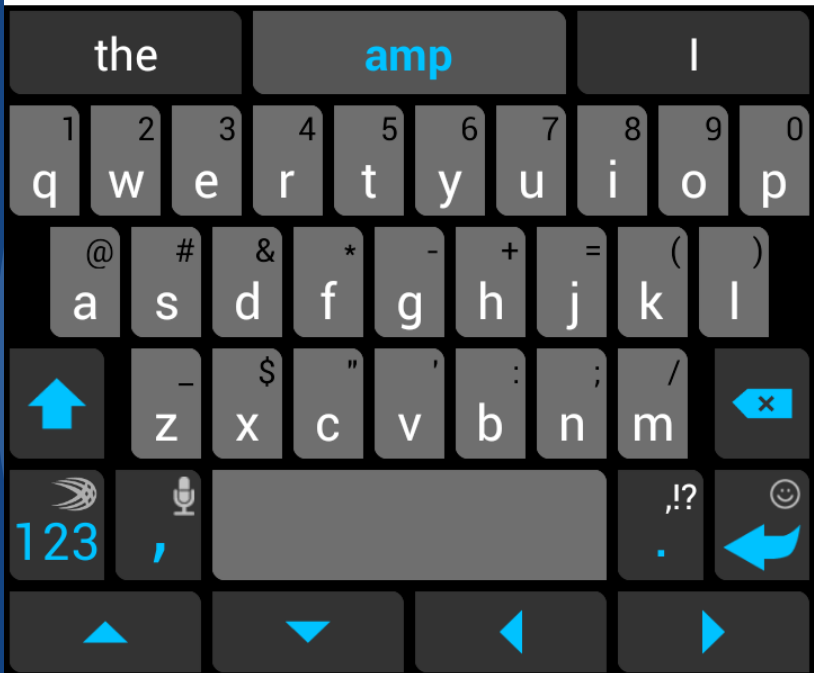 the amp I
1 2 3 4 5 6 7 8 9 0
q w e r t y u i o p
@ # & * - + = ( )
a s d f g h j k l
_ $ " ' : ; /
z x c v b n m
,!?
123 , .